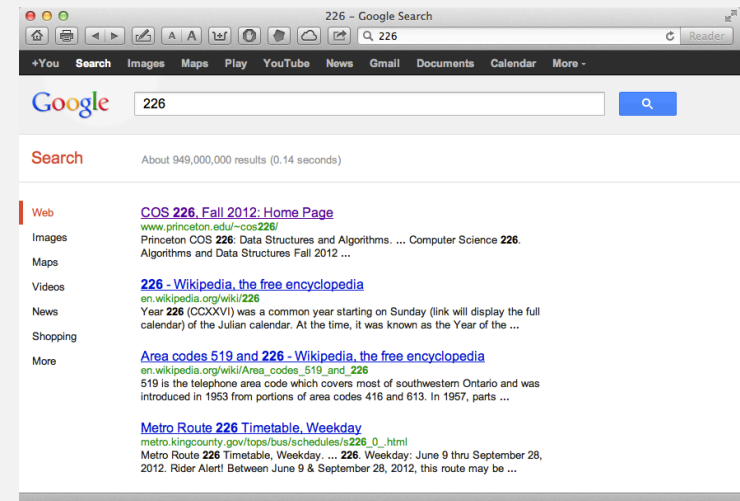 226 – Google Search
A A
226
Reader
+You Search Images Maps Play YouTube News Gmail Documents Calendar More -
Google
226
Search
About 949,000,000 results (0.14 seconds)
Web
Images
Maps
Videos
News
Shopping
More
COS 226, Fall 2012: Home Page
www.princeton.edu/~cos226/
Princeton COS 226: Data Structures and Algorithms. ... Computer Science 226.
Algorithms and Data Structures Fall 2012 ...
226 - Wikipedia, the free encyclopedia
en.wikipedia.org/wiki/226
Year 226 (CCXXVI) was a common year starting on Sunday (link will display the full
calendar) of the Julian calendar. At the time, it was known as the Year of the ...
Area codes 519 and 226 - Wikipedia, the free encyclopedia
en.wikipedia.org/wiki/Area_codes_519_and_226
519 is the telephone area code which covers most of southwestern Ontario and was
introduced in 1953 from portions of area codes 416 and 613. In 1957, parts ...
Metro Route 226 Timetable, Weekday
metro.kingcounty.gov/tops/bus/schedules/s226_0_.html
Metro Route 226 Timetable, Weekday. ... 226. Weekday: June 9 thru September 28,
2012. Rider Alert! Between June 9 & September 28, 2012, this route may be ...